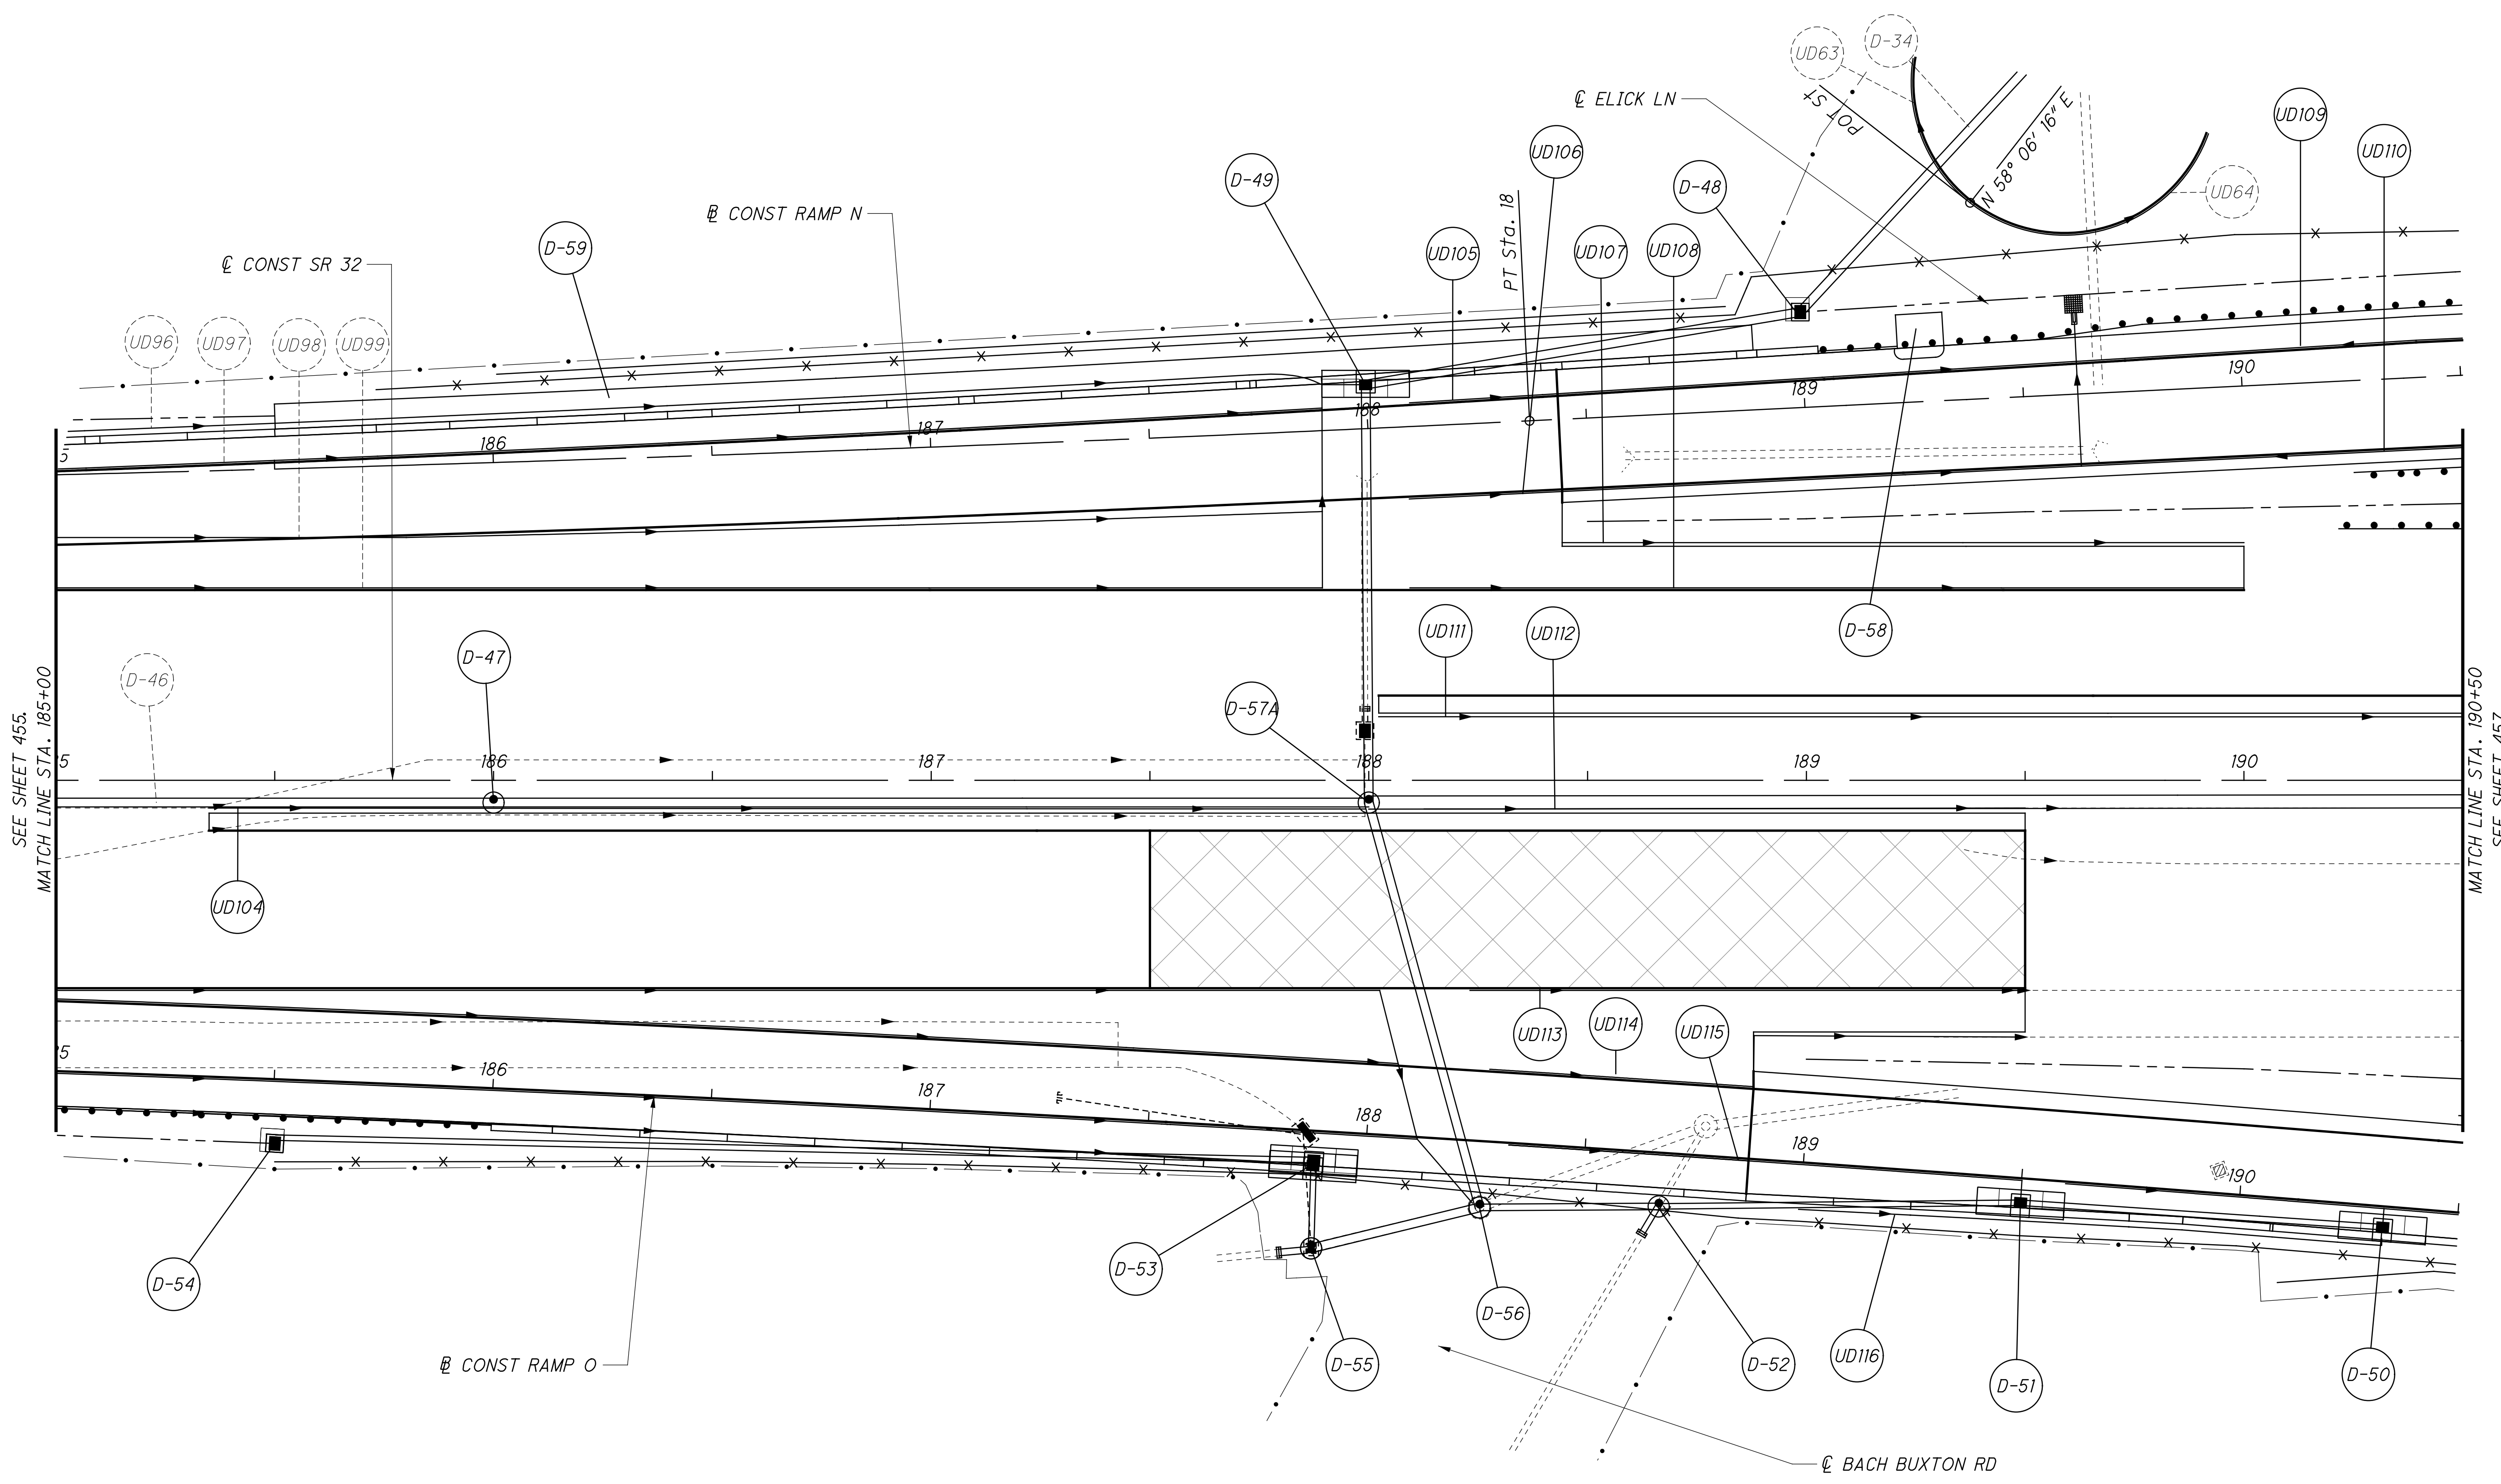 UD63
D-34
℄ ELICK LN
POT ST
N 58° 06' 16" E
UD109
UD110
UD106
D-49
D-48
UD64
℄ CONST RAMP N
PT Sta. 18
D-59
UD105
UD107
UD108
℄ CONST SR 32
UD96
UD97
UD98
UD99
190
189
188
187
186
5
UD111
UD112
D-58
D-47
D-46
D-57A
SEE SHEET 455.
MATCH LINE STA. 185+00
MATCH LINE STA. 190+50
SEE SHEET 457
5
186
187
188
189
190
UD104
UD113
UD114
UD115
5
186
187
188
189
190
D-54
D-53
D-56
D-55
D-52
UD116
D-51
D-50
CONST RAMP O
℄ BACH BUXTON RD